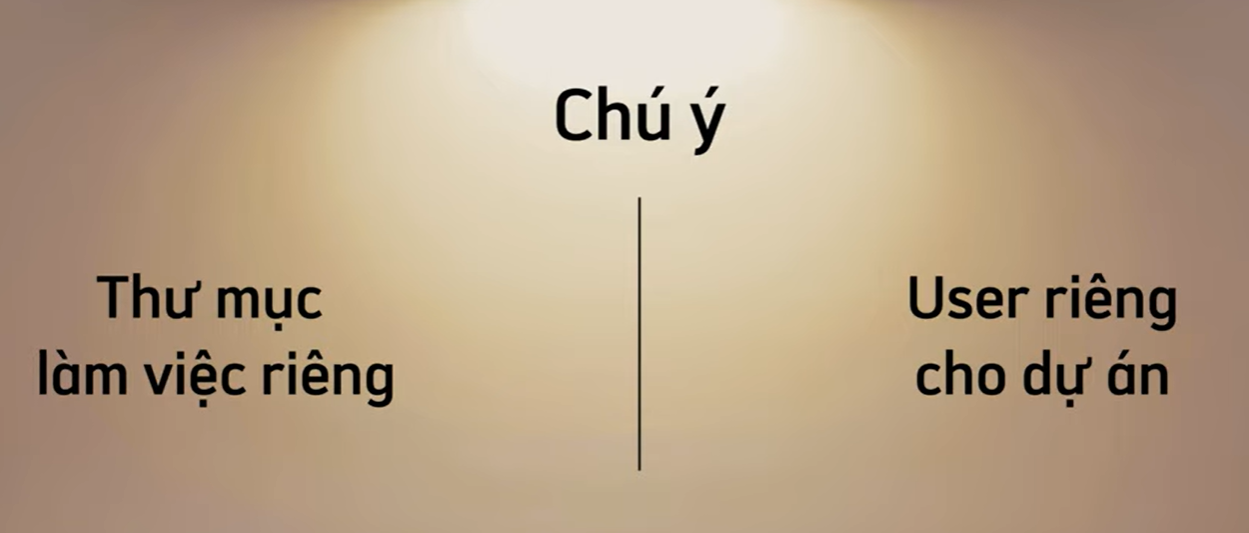 Chú ý
Thư mục
làm việc riêng
User riêng
cho dự án